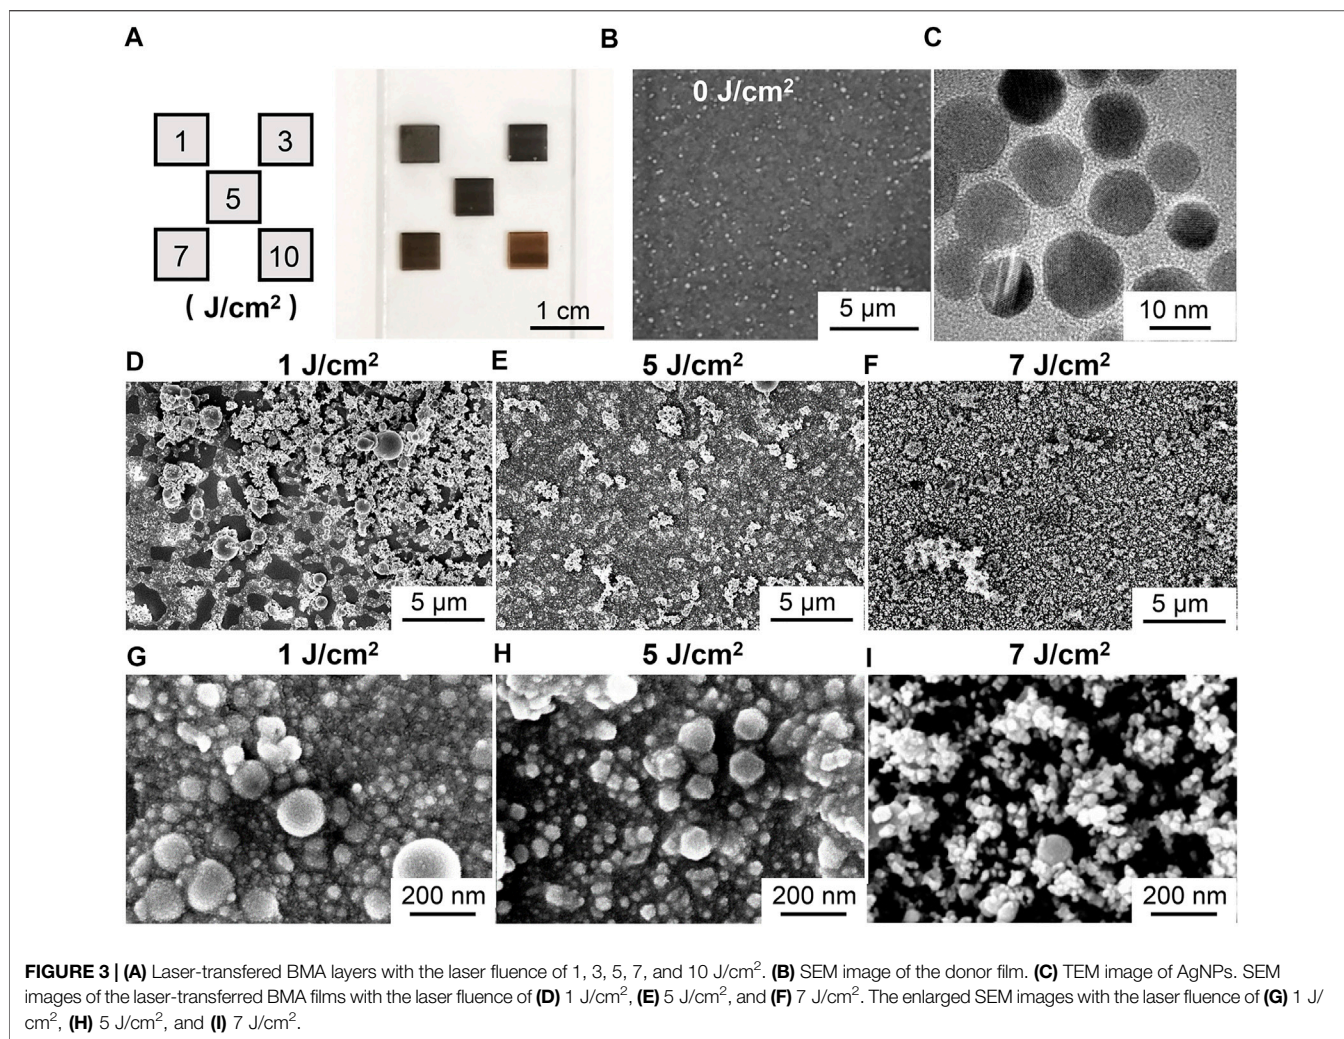 A
B
C
0 J/cm²
1
3
5
7
10
( J/cm² )
1 cm
5 µm
10 nm
D
1 J/cm²
E
5 J/cm²
F
7 J/cm²
5 µm
5 µm
5 µm
G
1 J/cm²
H
5 J/cm²
I
7 J/cm²
200 nm
200 nm
200 nm
FIGURE 3 | (A) Laser-transfered BMA layers with the laser fluence of 1, 3, 5, 7, and 10 J/cm². (B) SEM image of the donor film. (C) TEM image of AgNPs. SEM
images of the laser-transferred BMA films with the laser fluence of (D) 1 J/cm², (E) 5 J/cm², and (F) 7 J/cm². The enlarged SEM images with the laser fluence of (G) 1 J/
cm², (H) 5 J/cm², and (I) 7 J/cm².